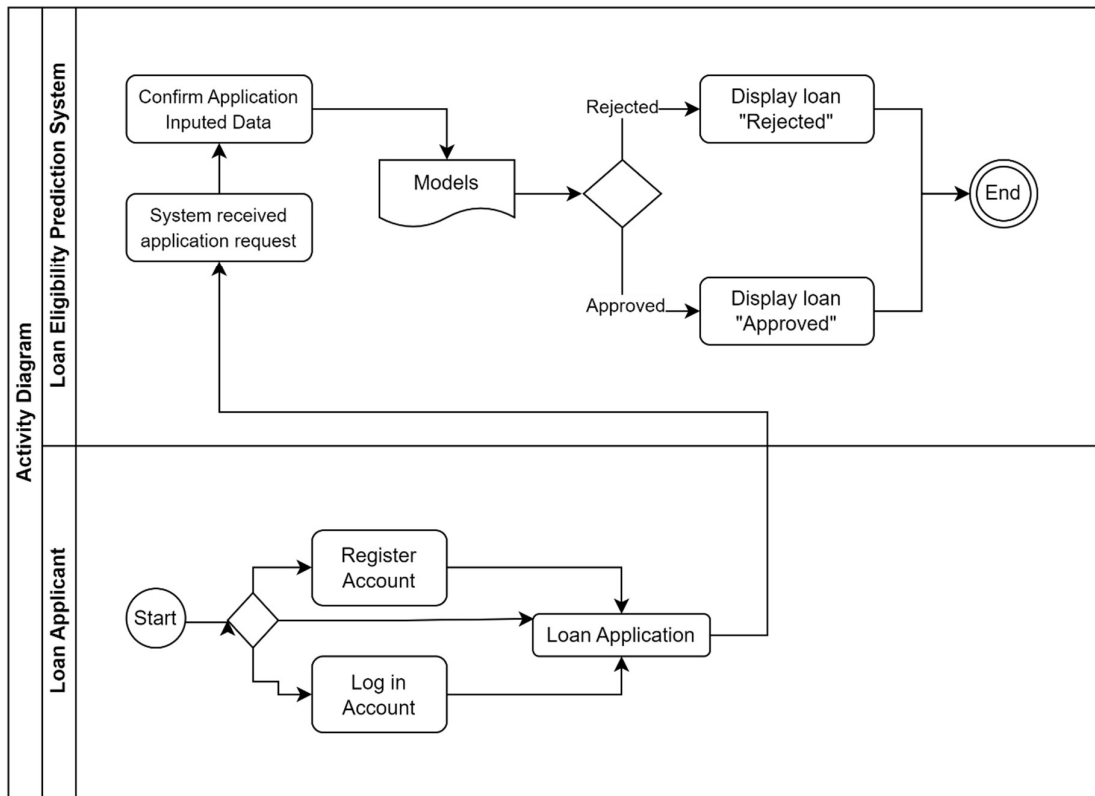 Activity Diagram
Loan Eligibility Prediction System
Confirm Application
Inputed Data
System received
application request
Models
Rejected
Display loan
"Rejected"
Approved
Display loan
"Approved"
End
Loan Applicant
Start
Register
Account
Log in
Account
Loan Application